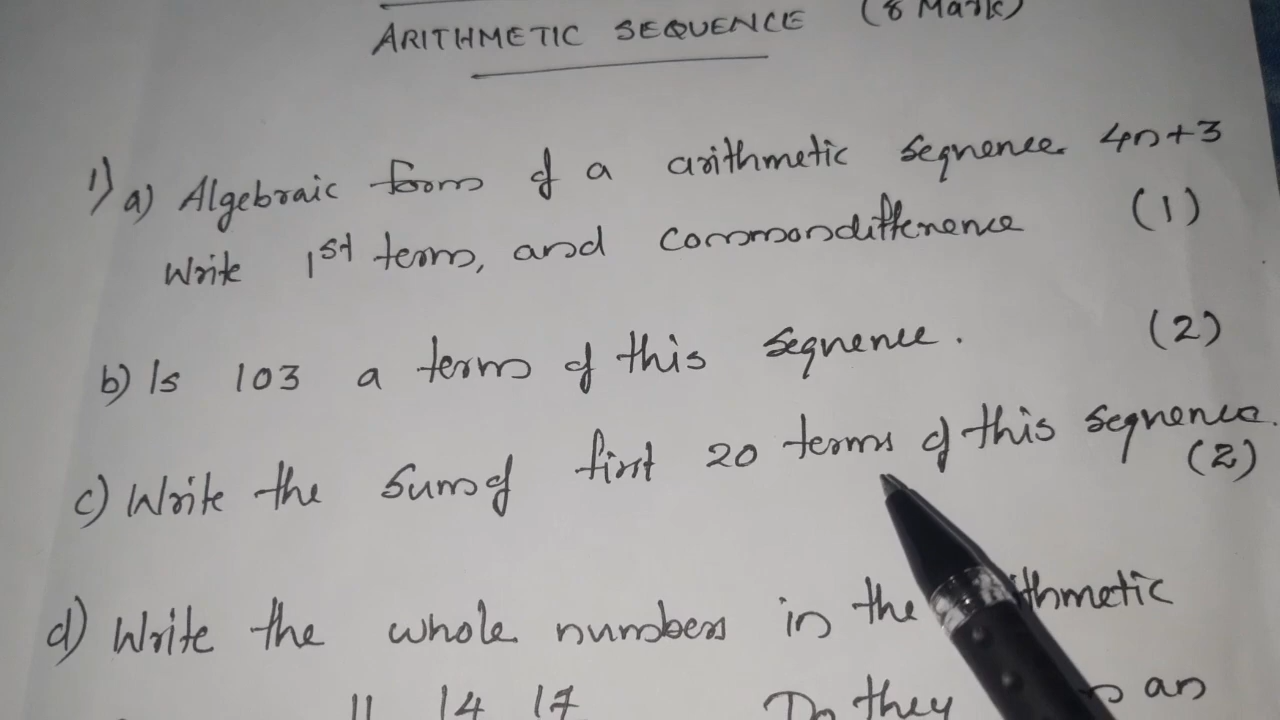 ARITHMETIC SEQUENCE (8 Mark)
1) a) Algebraic form of a arithmetic sequence 4n+3
Write 1st term, and commondifference (1)
b) Is 103 a term of this sequence. (2)
c) Write the sum of first 20 terms of this sequence.
(2)
d) Write the whole numbers in the
11 14 17 Do they an